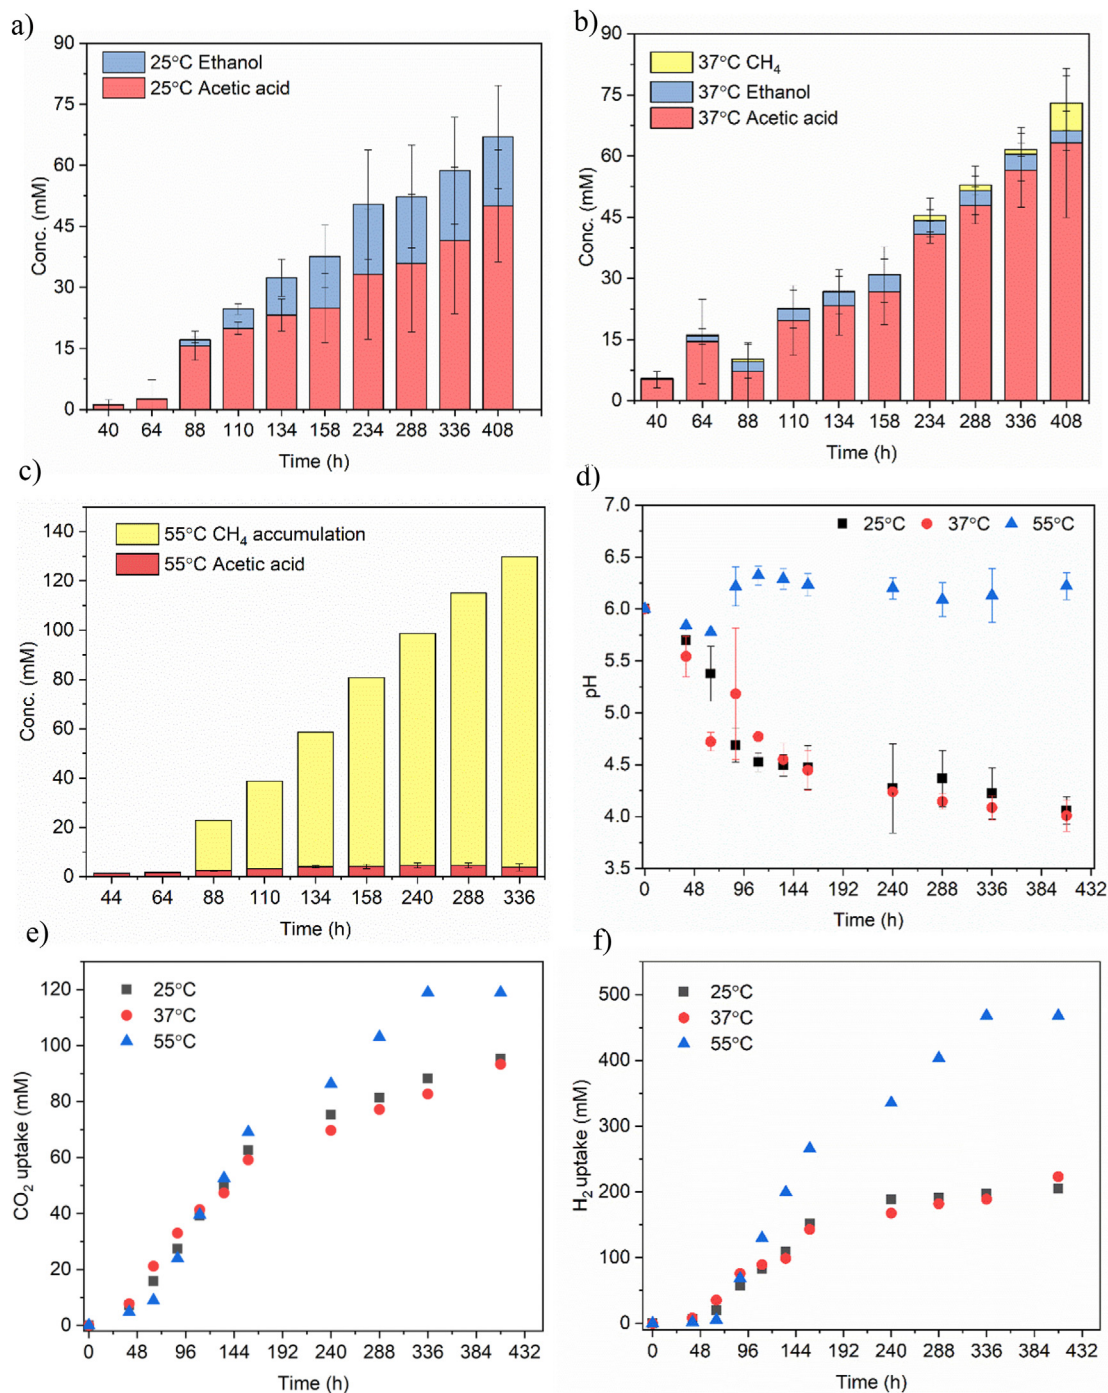 a)
90
75
60
45
30
15
0
Conc. (mM)
25°C Ethanol
25°C Acetic acid
40 64 88 110 134 158 234 288 336 408
Time (h)
b)
90
75
60
45
30
15
0
Conc. (mM)
37°C CH₄
37°C Ethanol
37°C Acetic acid
40 64 88 110 134 158 234 288 336 408
Time (h)
c)
140
120
100
80
60
40
20
0
Conc. (mM)
55°C CH₄ accumulation
55°C Acetic acid
44 64 88 110 134 158 240 288 336
Time (h)
d)
7.0
6.5
6.0
5.5
5.0
4.5
4.0
3.5
pH
25°C 37°C 55°C
0 48 96 144 192 240 288 336 384 432
Time (h)
e)
120
100
80
60
40
20
0
CO₂ uptake (mM)
25°C
37°C
55°C
0 48 96 144 192 240 288 336 384 432
Time (h)
f)
500
400
300
200
100
0
H₂ uptake (mM)
25°C
37°C
55°C
0 48 96 144 192 240 288 336 384 432
Time (h)